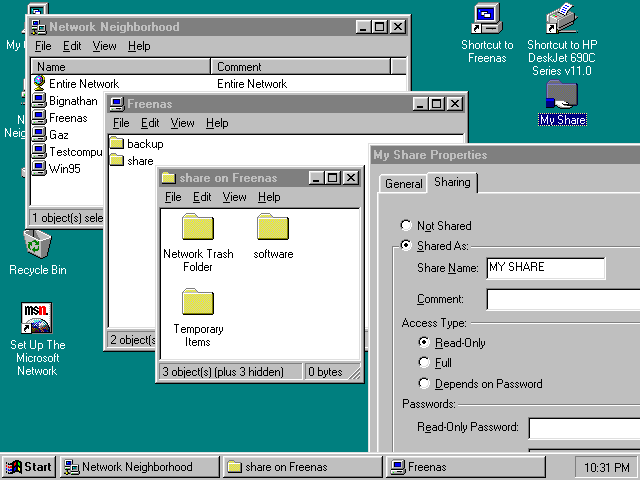 My
Network Neighborhood
File Edit View Help
Name Comment
Entire Network Entire Network
Bignathan
Freenas
Gaz
Testcompu
Win95
1 object(s) sele
Freenas
File Edit View Help
backup
share
2 object(s)
share on Freenas
File Edit View Help
Network Trash
Folder
software
Temporary
Items
3 object(s) (plus 3 hidden) 0 bytes
Shortcut to
Freenas
Shortcut to HP
DeskJet 690C
Series v11.0
My Share
My Share Properties
General Sharing
Not Shared
Shared As:
Share Name: MY SHARE
Comment:
Access Type:
Read-Only
Full
Depends on Password
Passwords:
Read-Only Password:
Recycle Bin
msn
Set Up The
Microsoft
Network
Start Network Neighborhood share on Freenas Freenas 10:31 PM